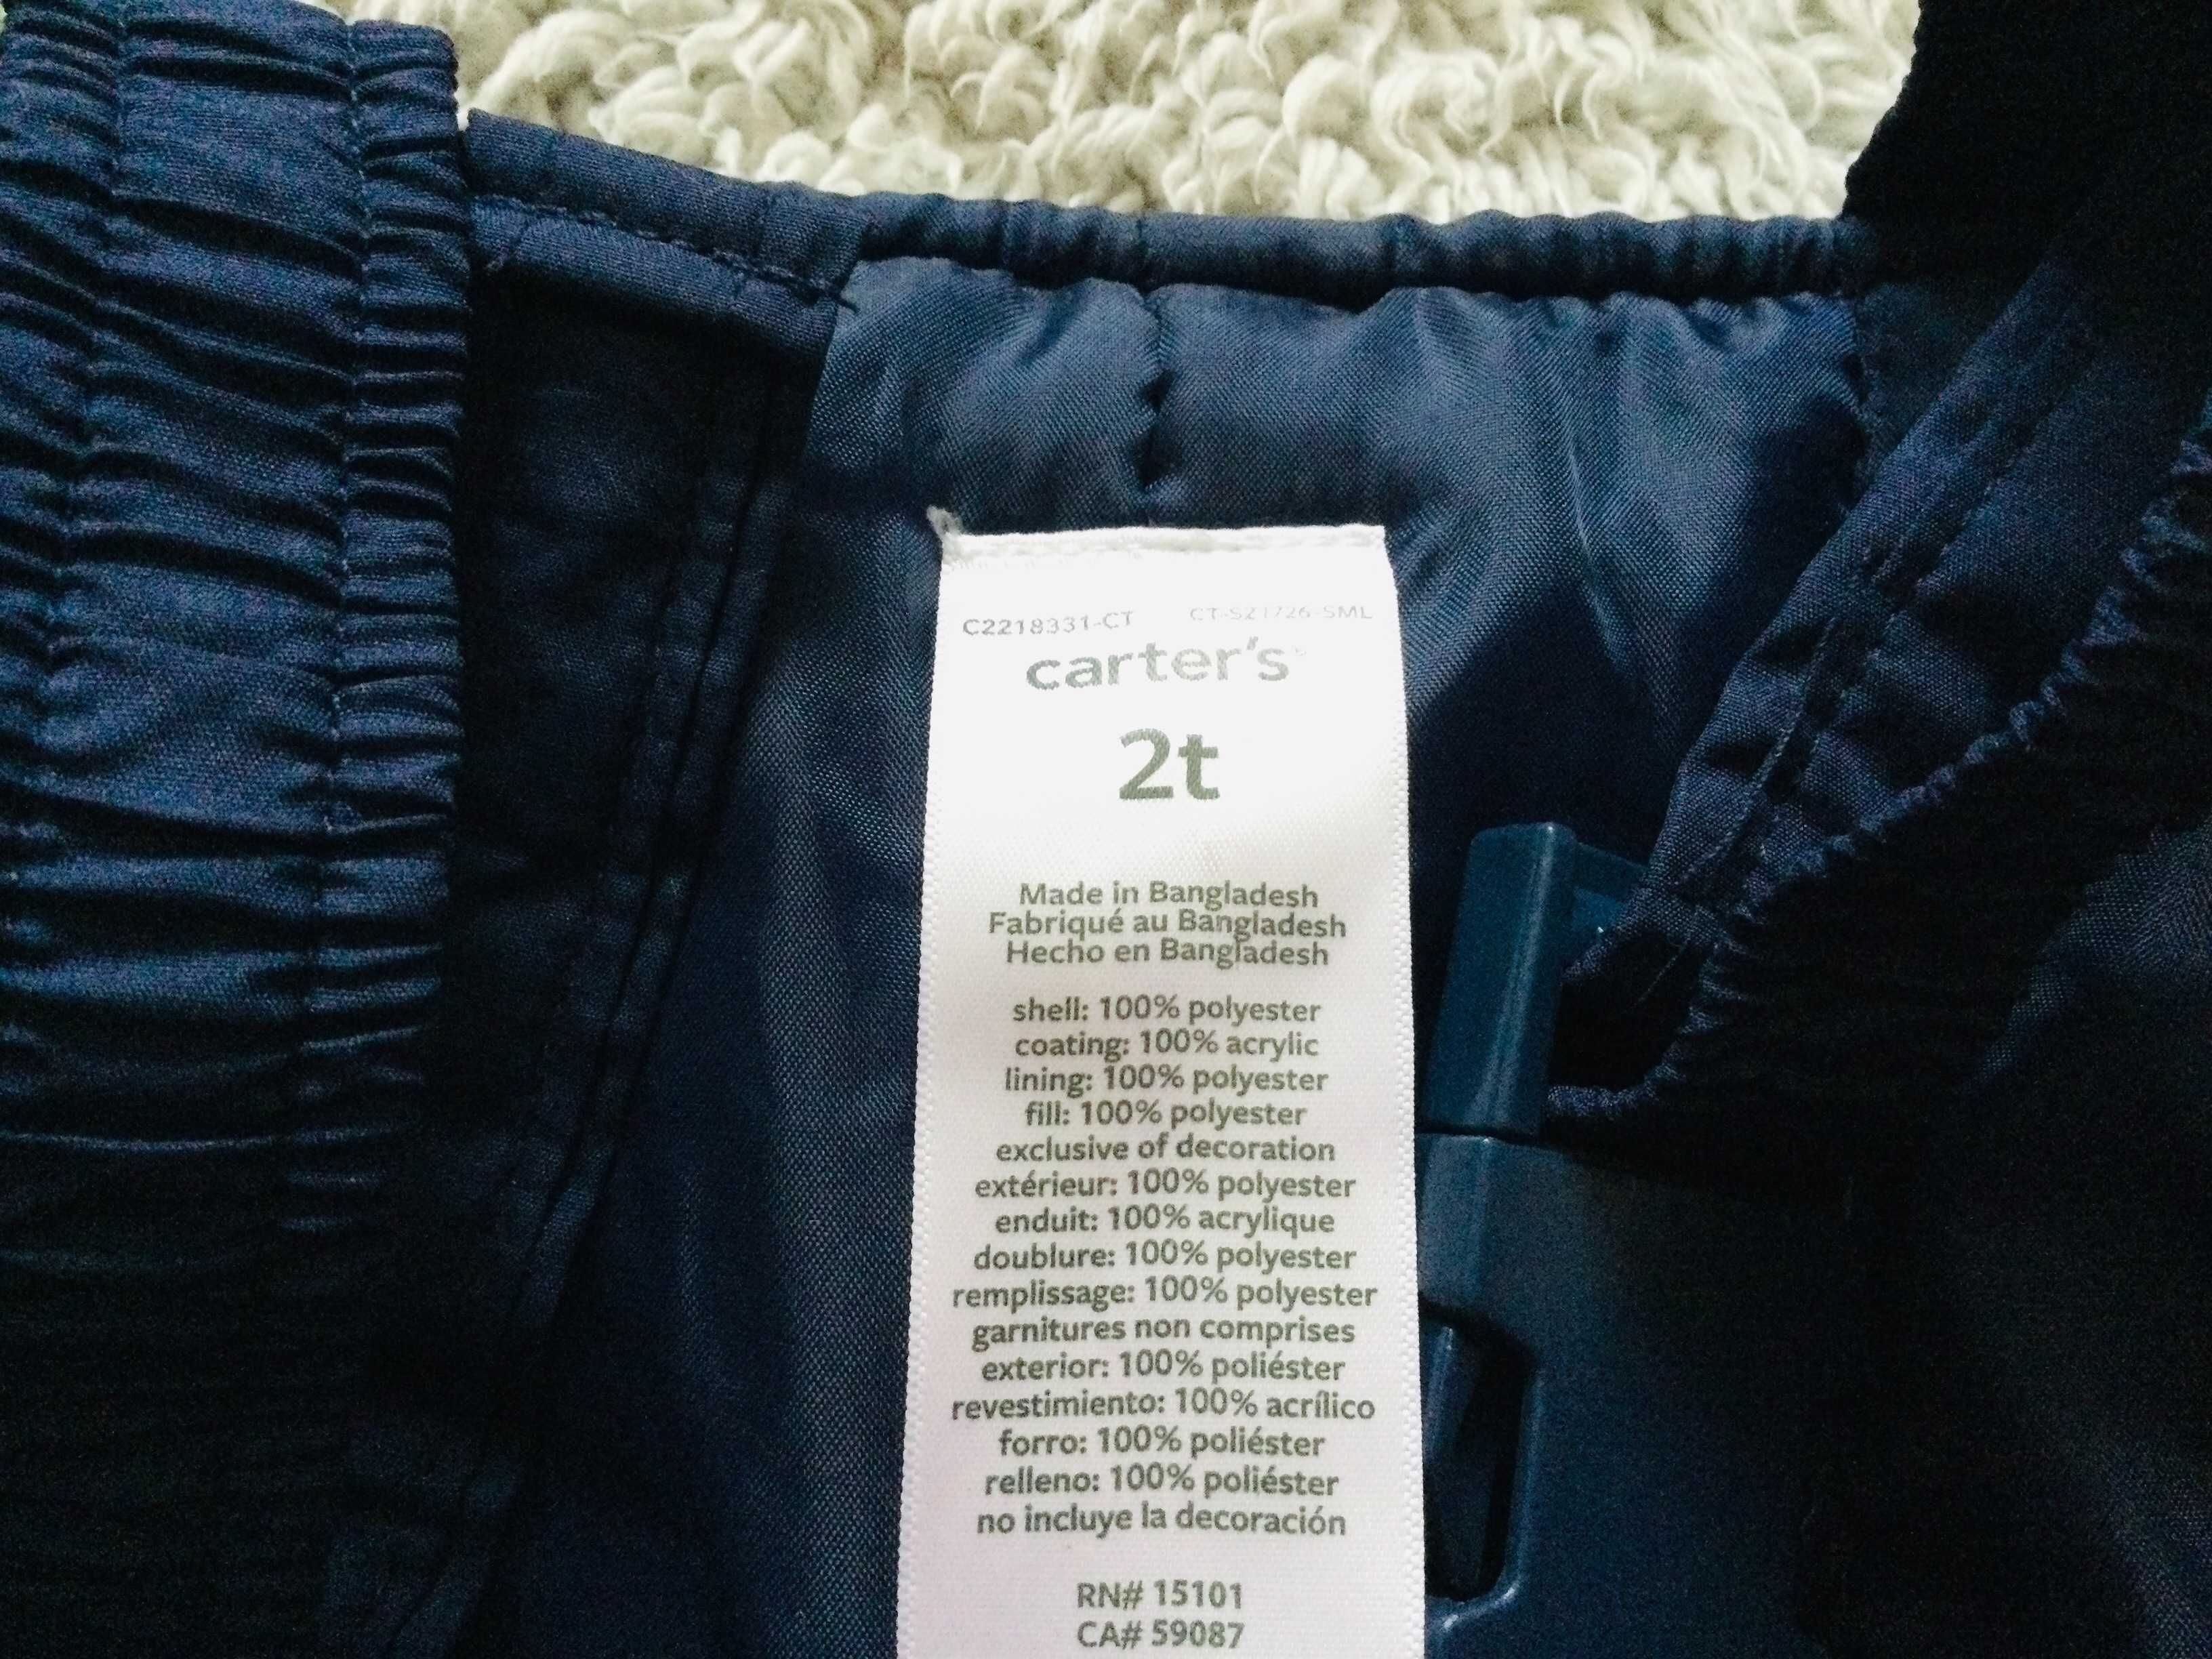 C2218331-CT CT-S21726-SML
carter's
2t
Made in Bangladesh
Fabriqué au Bangladesh
Hecho en Bangladesh
shell: 100% polyester
coating: 100% acrylic
lining: 100% polyester
fill: 100% polyester
exclusive of decoration
extérieur: 100% polyester
enduit: 100% acrylique
doublure: 100% polyester
remplissage: 100% polyester
garnitures non comprises
exterior: 100% poliéster
revestimiento: 100% acrílico
forro: 100% poliéster
relleno: 100% poliéster
no incluye la decoración
RN# 15101
CA# 59087